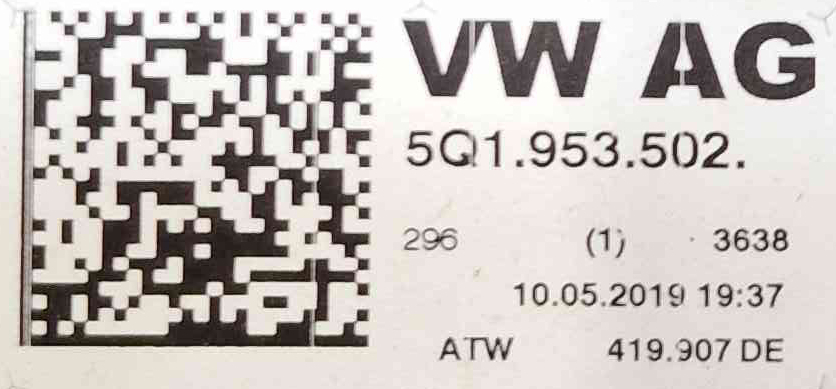 VW AG
5Q1.953.502.
296 (1) 3638
10.05.2019 19:37
ATW 419.907 DE